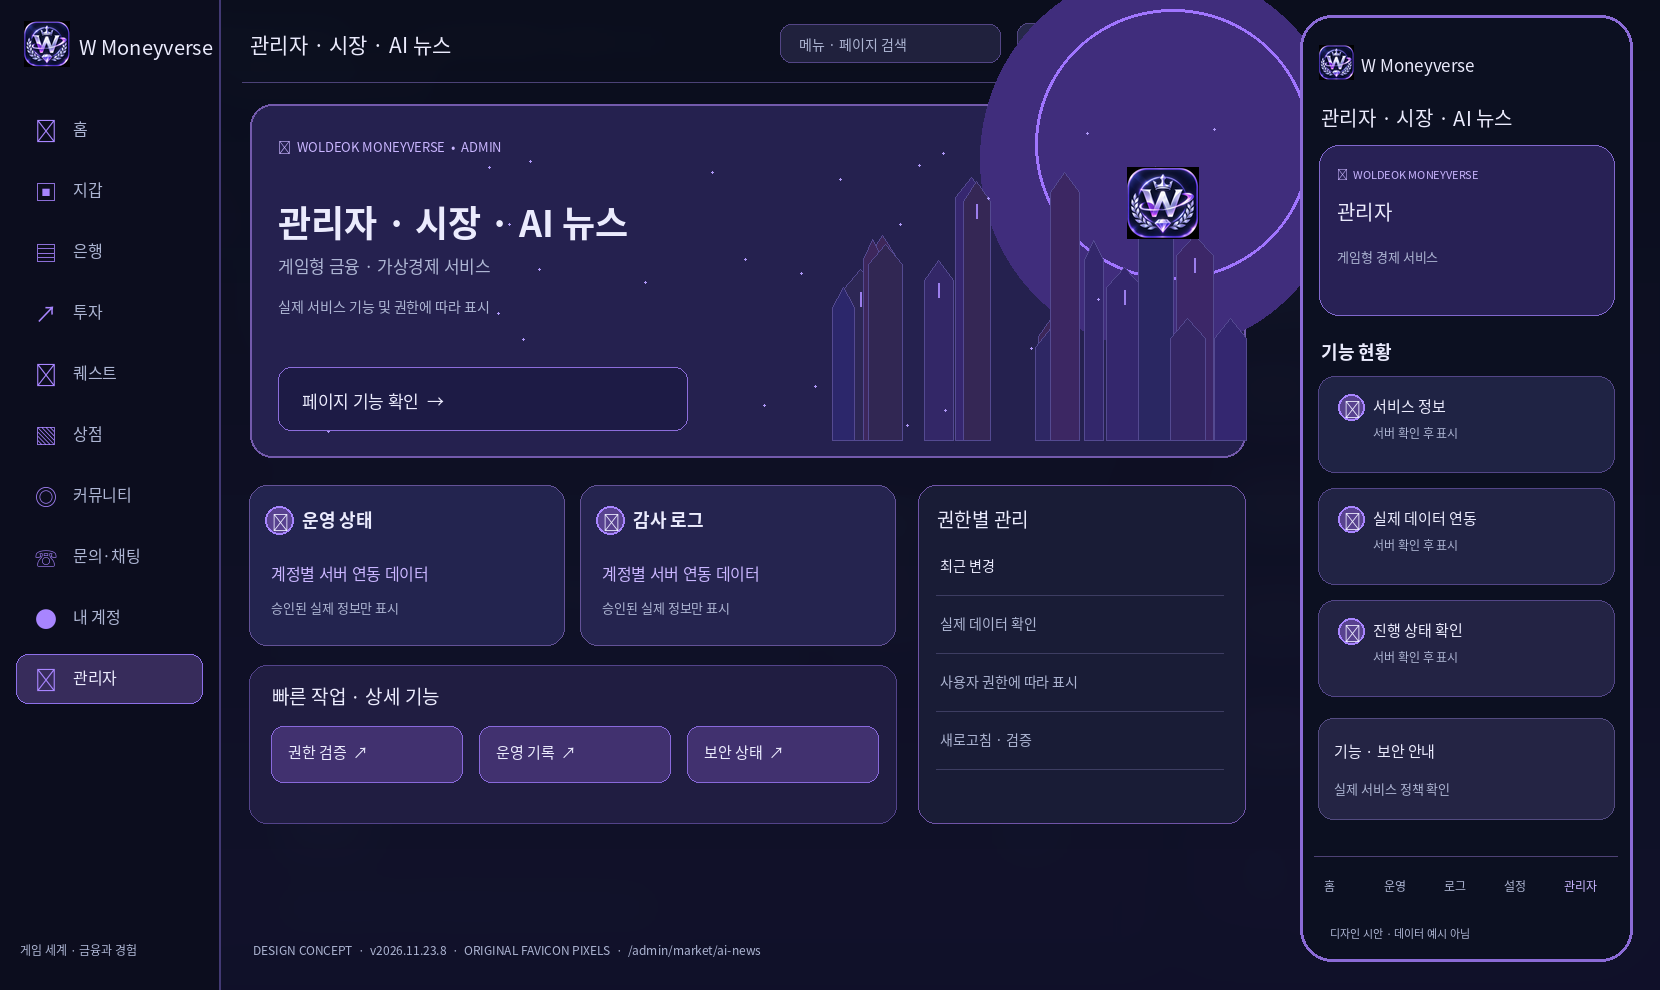 W Moneyverse
홈
지갑
은행
투자
퀘스트
상점
커뮤니티
문의·채팅
내 계정
관리자
게임 세계 · 금융과 경험
관리자 · 시장 · AI 뉴스
메뉴 · 페이지 검색
WOLDEOK MONEYVERSE • ADMIN
관리자 · 시장 · AI 뉴스
게임형 금융 · 가상경제 서비스
실제 서비스 기능 및 권한에 따라 표시
페이지 기능 확인 →
운영 상태
계정별 서버 연동 데이터
승인된 실제 정보만 표시
감사 로그
계정별 서버 연동 데이터
승인된 실제 정보만 표시
권한별 관리
최근 변경
실제 데이터 확인
사용자 권한에 따라 표시
새로고침 · 검증
빠른 작업 · 상세 기능
권한 검증 ↗
운영 기록 ↗
보안 상태 ↗
DESIGN CONCEPT · v2026.11.23.8 · ORIGINAL FAVICON PIXELS · /admin/market/ai-news
W Moneyverse
관리자 · 시장 · AI 뉴스
WOLDEOK MONEYVERSE
관리자
게임형 경제 서비스
기능 현황
서비스 정보
서버 확인 후 표시
실제 데이터 연동
서버 확인 후 표시
진행 상태 확인
서버 확인 후 표시
기능 · 보안 안내
실제 서비스 정책 확인
홈 운영 로그 설정 관리자
디자인 시안 · 데이터 예시 아님